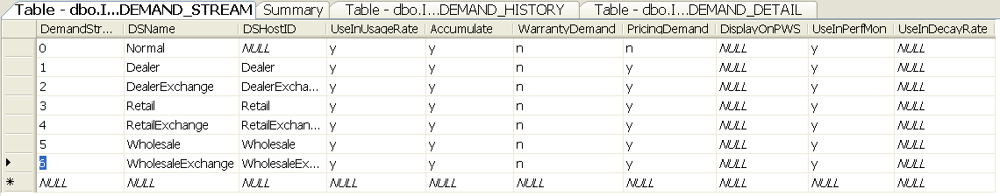 Table - dbo.I...DEMAND_STREAM Summary Table - dbo.I...DEMAND_HISTORY Table - dbo.I...DEMAND_DETAIL
DemandStr... DSName DSHostID UseInUsageRate Accumulate WarrantyDemand PricingDemand DisplayOnPWS UseInPerfMon UseInDecayRate
0 Normal NULL y y n n NULL y NULL
1 Dealer Dealer y y n y NULL y NULL
2 DealerExchange DealerExcha... y y n y NULL y NULL
3 Retail Retail y y n y NULL y NULL
4 RetailExchange RetailExchan... y y n y NULL y NULL
5 Wholesale Wholesale y y n y NULL y NULL
6 WholesaleExchange WholesaleEx... y y n y NULL y NULL
NULL NULL NULL NULL NULL NULL NULL NULL NULL NULL